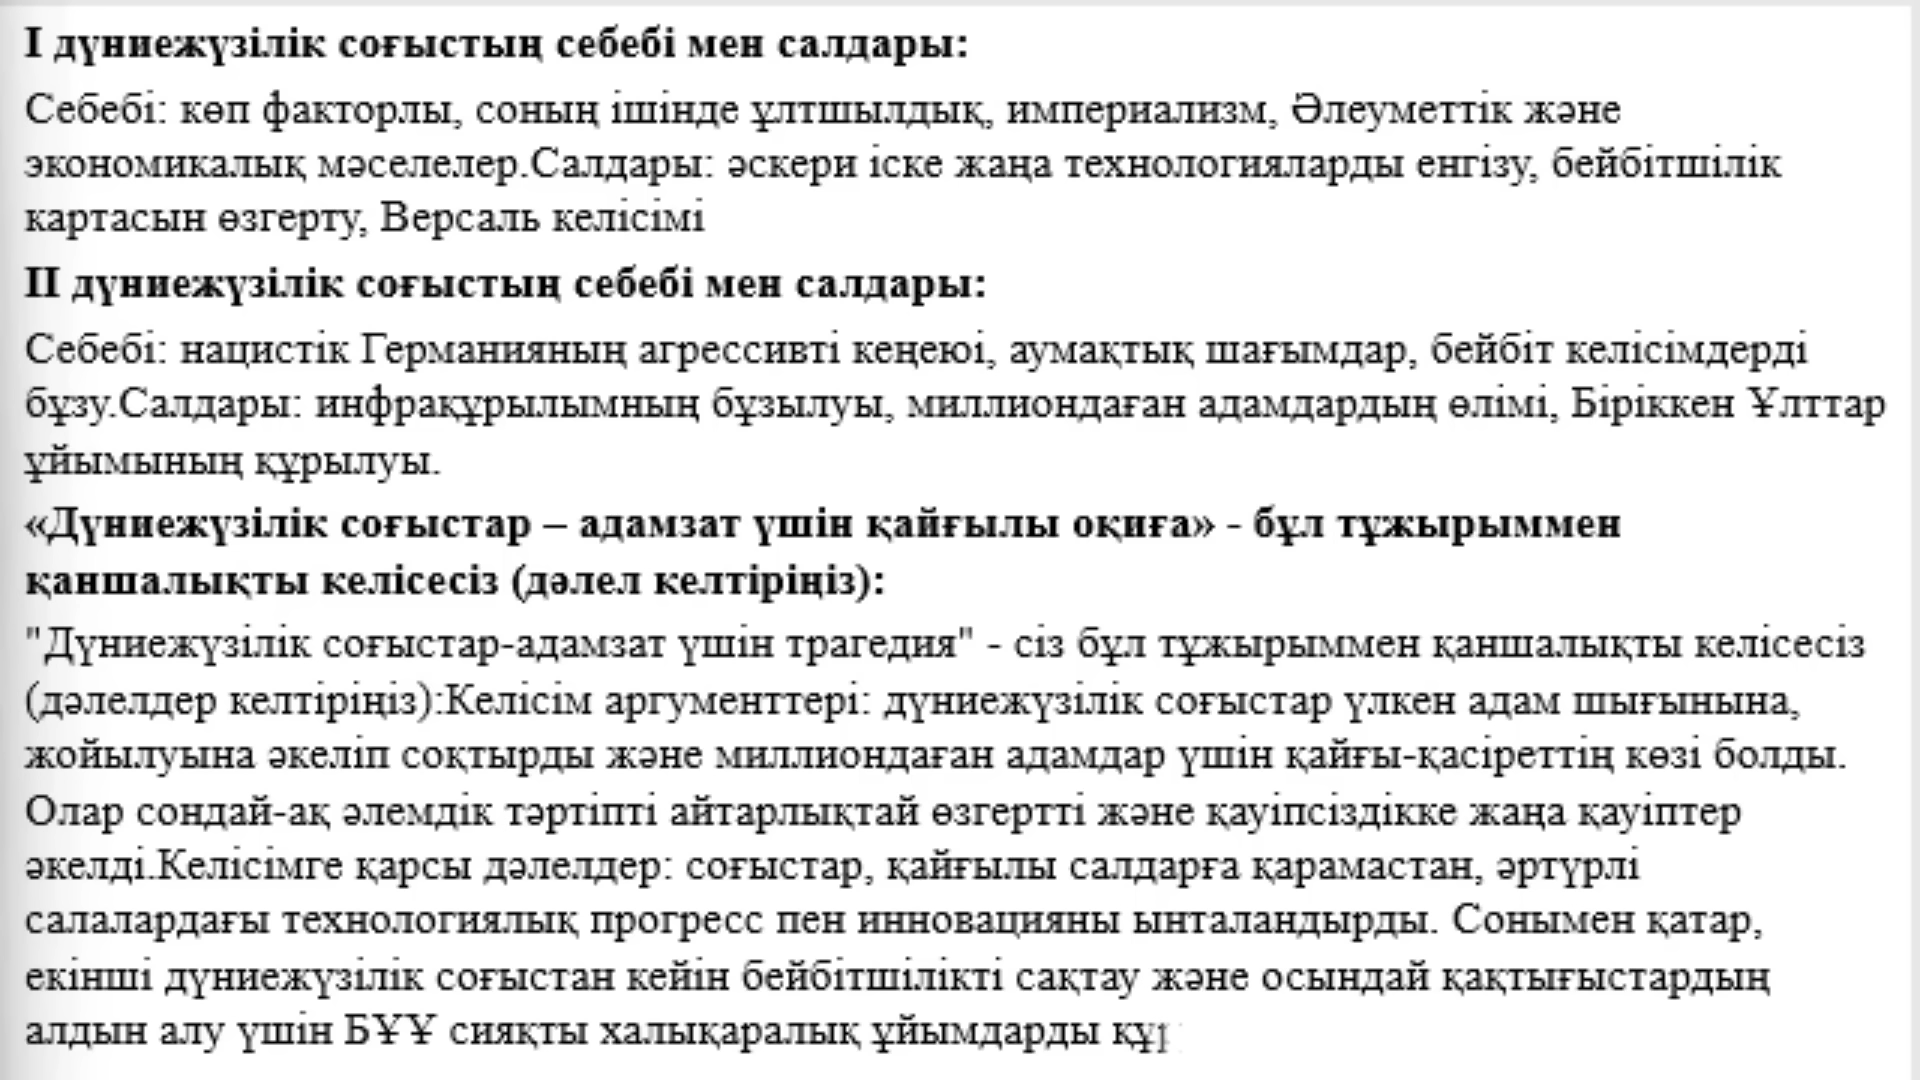 І дүниежүзілік соғыстың себебі мен салдары:
Себебі: көп факторлы, соның ішінде ұлтшылдық, империализм, Әлеуметтік және
экономикалық мәселелер.Салдары: әскери іске жаңа технологияларды енгізу, бейбітшілік
картасын өзгерту, Версаль келісімі
ІІ дүниежүзілік соғыстың себебі мен салдары:
Себебі: нацистік Германияның агрессивті кеңеюі, аумақтық шағымдар, бейбіт келісімдерді
бұзу.Салдары: инфрақұрылымның бұзылуы, миллиондаған адамдардың өлімі, Біріккен Ұлттар
ұйымының құрылуы.
«Дүниежүзілік соғыстар – адамзат үшін қайғылы оқиға» - бұл тұжырыммен
қаншалықты келісесіз (дәлел келтіріңіз):
"Дүниежүзілік соғыстар-адамзат үшін трагедия" - сіз бұл тұжырыммен қаншалықты келісесіз
(дәлелдер келтіріңіз):Келісім аргументтері: дүниежүзілік соғыстар үлкен адам шығынына,
жойылуына әкеліп соқтырды және миллиондаған адамдар үшін қайғы-қасіреттің көзі болды.
Олар сондай-ақ әлемдік тәртіпті айтарлықтай өзгертті және қауіпсіздікке жаңа қауіптер
әкелді.Келісімге қарсы дәлелдер: соғыстар, қайғылы салдарға қарамастан, әртүрлі
салалардағы технологиялық прогресс пен инновацияны ынталандырды. Сонымен қатар,
екінші дүниежүзілік соғыстан кейін бейбітшілікті сақтау және осындай қақтығыстардың
алдын алу үшін БҰҰ сияқты халықаралық ұйымдарды